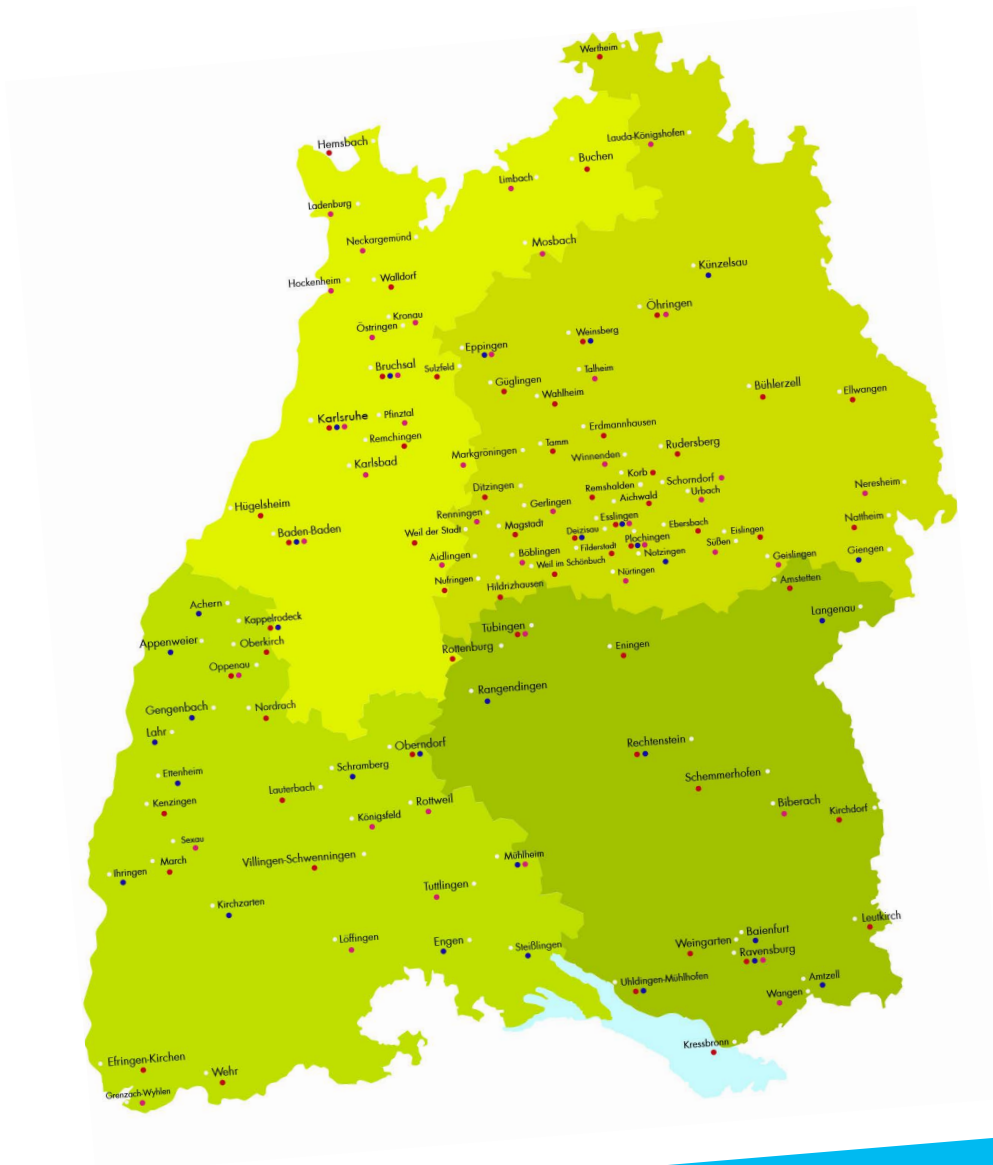 Wertheim
Lauda-Königshofen
Hemsbach
Buchen
Limbach
Ladenburg
Neckargemünd
Mosbach
Künzelsau
Hockenheim
Walldorf
Öhringen
Kronau
Östringen
Weinsberg
Eppingen
Bruchsal
Sulzfeld
Talheim
Güglingen
Bühlerzell
Ellwangen
Wahlheim
Karlsruhe
Pfinztal
Remchingen
Erdmannhausen
Tamm
Rudersberg
Markgröningen
Winnenden
Karlsbad
Korb
Schorndorf
Ditzingen
Remshalden
Urbach
Neresheim
Aichwald
Hügelsheim
Gerlingen
Renningen
Esslingen
Nattheim
Baden-Baden
Weil der Stadt
Magstadt
Deizisau
Ebersbach
Eislingen
Plochingen
Süßen
Filderstadt
Notzingen
Giengen
Aidlingen
Böblingen
Weil im Schönbuch
Geislingen
Nufringen
Hildrizhausen
Nürtingen
Amstetten
Achern
Kappelrodeck
Langenau
Tübingen
Appenweier
Oberkirch
Rottenburg
Eningen
Oppenau
Rangendingen
Gengenbach
Nordrach
Lahr
Oberndorf
Rechtenstein
Schramberg
Ettenheim
Schemmerhofen
Lauterbach
Kenzingen
Rottweil
Biberach
Kirchdorf
Königsfeld
Sexau
Villingen-Schwenningen
March
Mühlheim
Ihringen
Tuttlingen
Kirchzarten
Leutkirch
Löffingen
Engen
Steißlingen
Baienfurt
Weingarten
Ravensburg
Uhldingen-Mühlhofen
Amtzell
Wangen
Kressbronn
Efringen-Kirchen
Wehr
Grenzach-Wyhlen